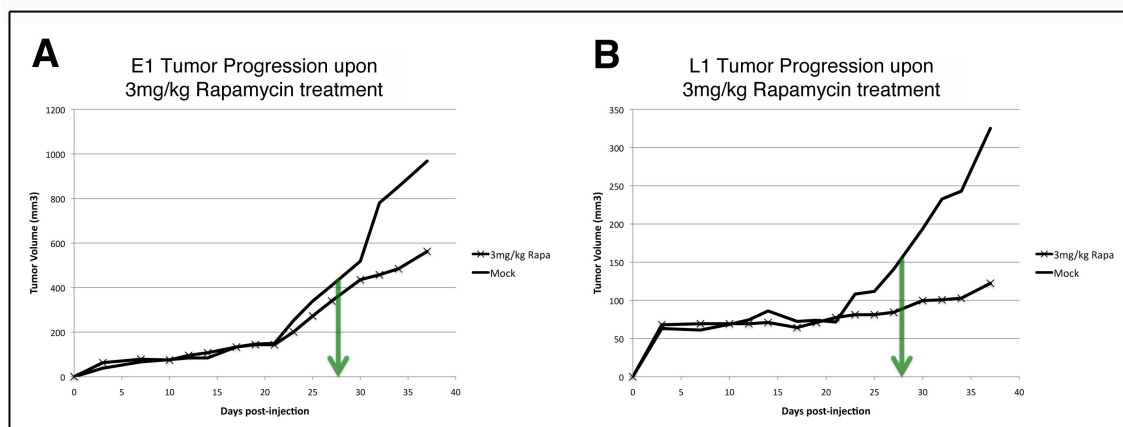 A
E1 Tumor Progression upon
3mg/kg Rapamycin treatment
1200
1000
800
600
400
200
0
0 5 10 15 20 25 30 35 40
Tumor Volume (mm3)
Days post-injection
3mg/kg Rapa
Mock
B
L1 Tumor Progression upon
3mg/kg Rapamycin treatment
350
300
250
200
150
100
50
0
0 5 10 15 20 25 30 35 40
Tumor Volume (mm3)
Days post-injection
3mg/kg Rapa
Mock